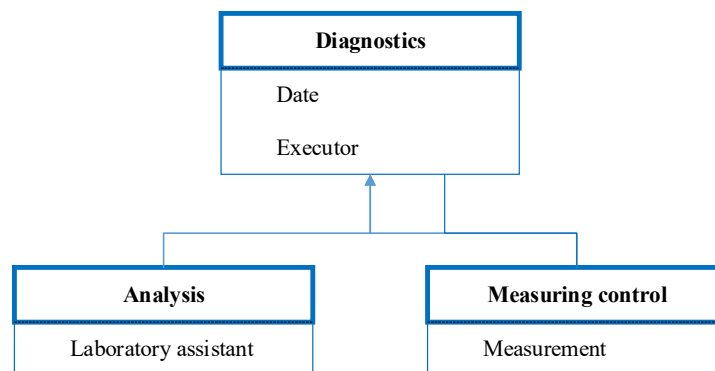 Diagnostics
Date
Executor
Analysis
Laboratory assistant
Measuring control
Measurement